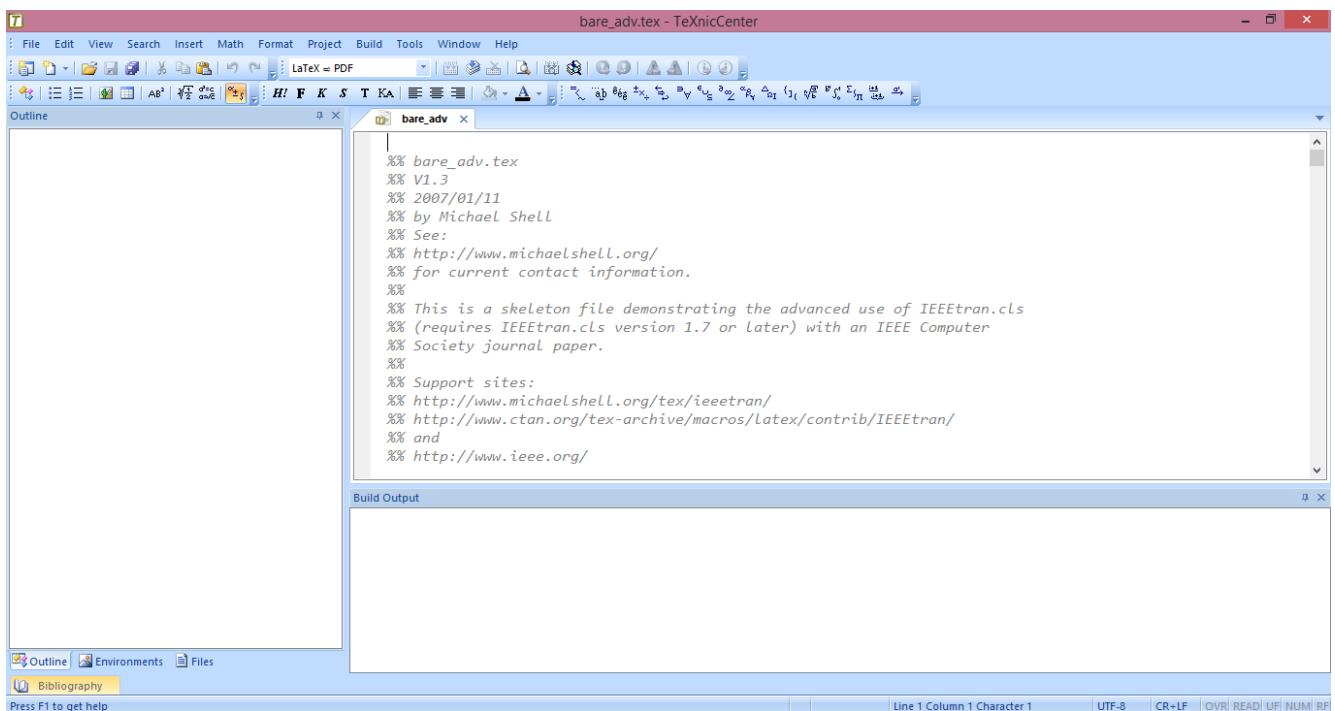 bare_adv.tex - TeXnicCenter
File Edit View Search Insert Math Format Project Build Tools Window Help
LaTeX ⇨ PDF
AB³
H! F K S T KA
Outline
bare_adv
%% bare_adv.tex
%% V1.3
%% 2007/01/11
%% by Michael Shell
%% See:
%% http://www.michaelshell.org/
%% for current contact information.
%%
%% This is a skeleton file demonstrating the advanced use of IEEEtran.cls
%% (requires IEEEtran.cls version 1.7 or later) with an IEEE Computer
%% Society journal paper.
%%
%% Support sites:
%% http://www.michaelshell.org/tex/ieeetran/
%% http://www.ctan.org/tex-archive/macros/latex/contrib/IEEEtran/
%% and
%% http://www.ieee.org/
Build Output
Outline Environments Files
Bibliography
Press F1 to get help Line 1 Column 1 Character 1 UTF-8 CR+LF OVR READ UF NUM RF